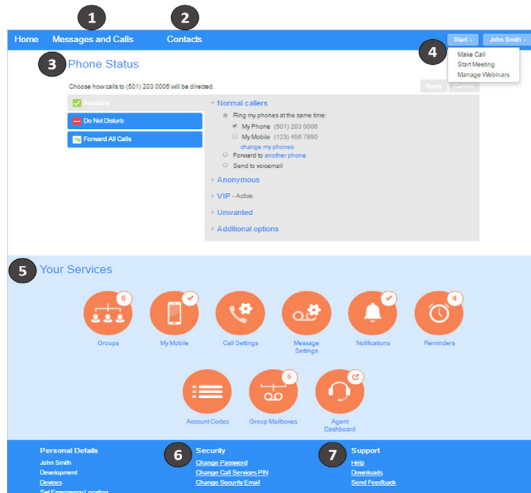 1 2
Home Messages and Calls Contacts Start John Smith
4
Make Call
Start Meeting
Manage Webinars
3 Phone Status
Choose how calls to (501) 203 0006 will be directed.
Apply Cancel
Available
Do Not Disturb
Forward All Calls
Normal callers
Ring my phones at the same time:
My Phone (501) 203 0006
My Mobile (123) 456 7890
change my phones
Forward to another phone
Send to voicemail
Anonymous
VIP - Active
Unwanted
Additional options
5 Your Services
6 4
Groups My Mobile Call Settings Message Settings Notifications Reminders
5
Account Codes Group Mailboxes Agent Dashboard
Personal Details 6 Security 7 Support
John Smith Change Password Help
Development Change Call Services PIN Downloads
Devices Change Security Email Send Feedback
Set Emergency Location